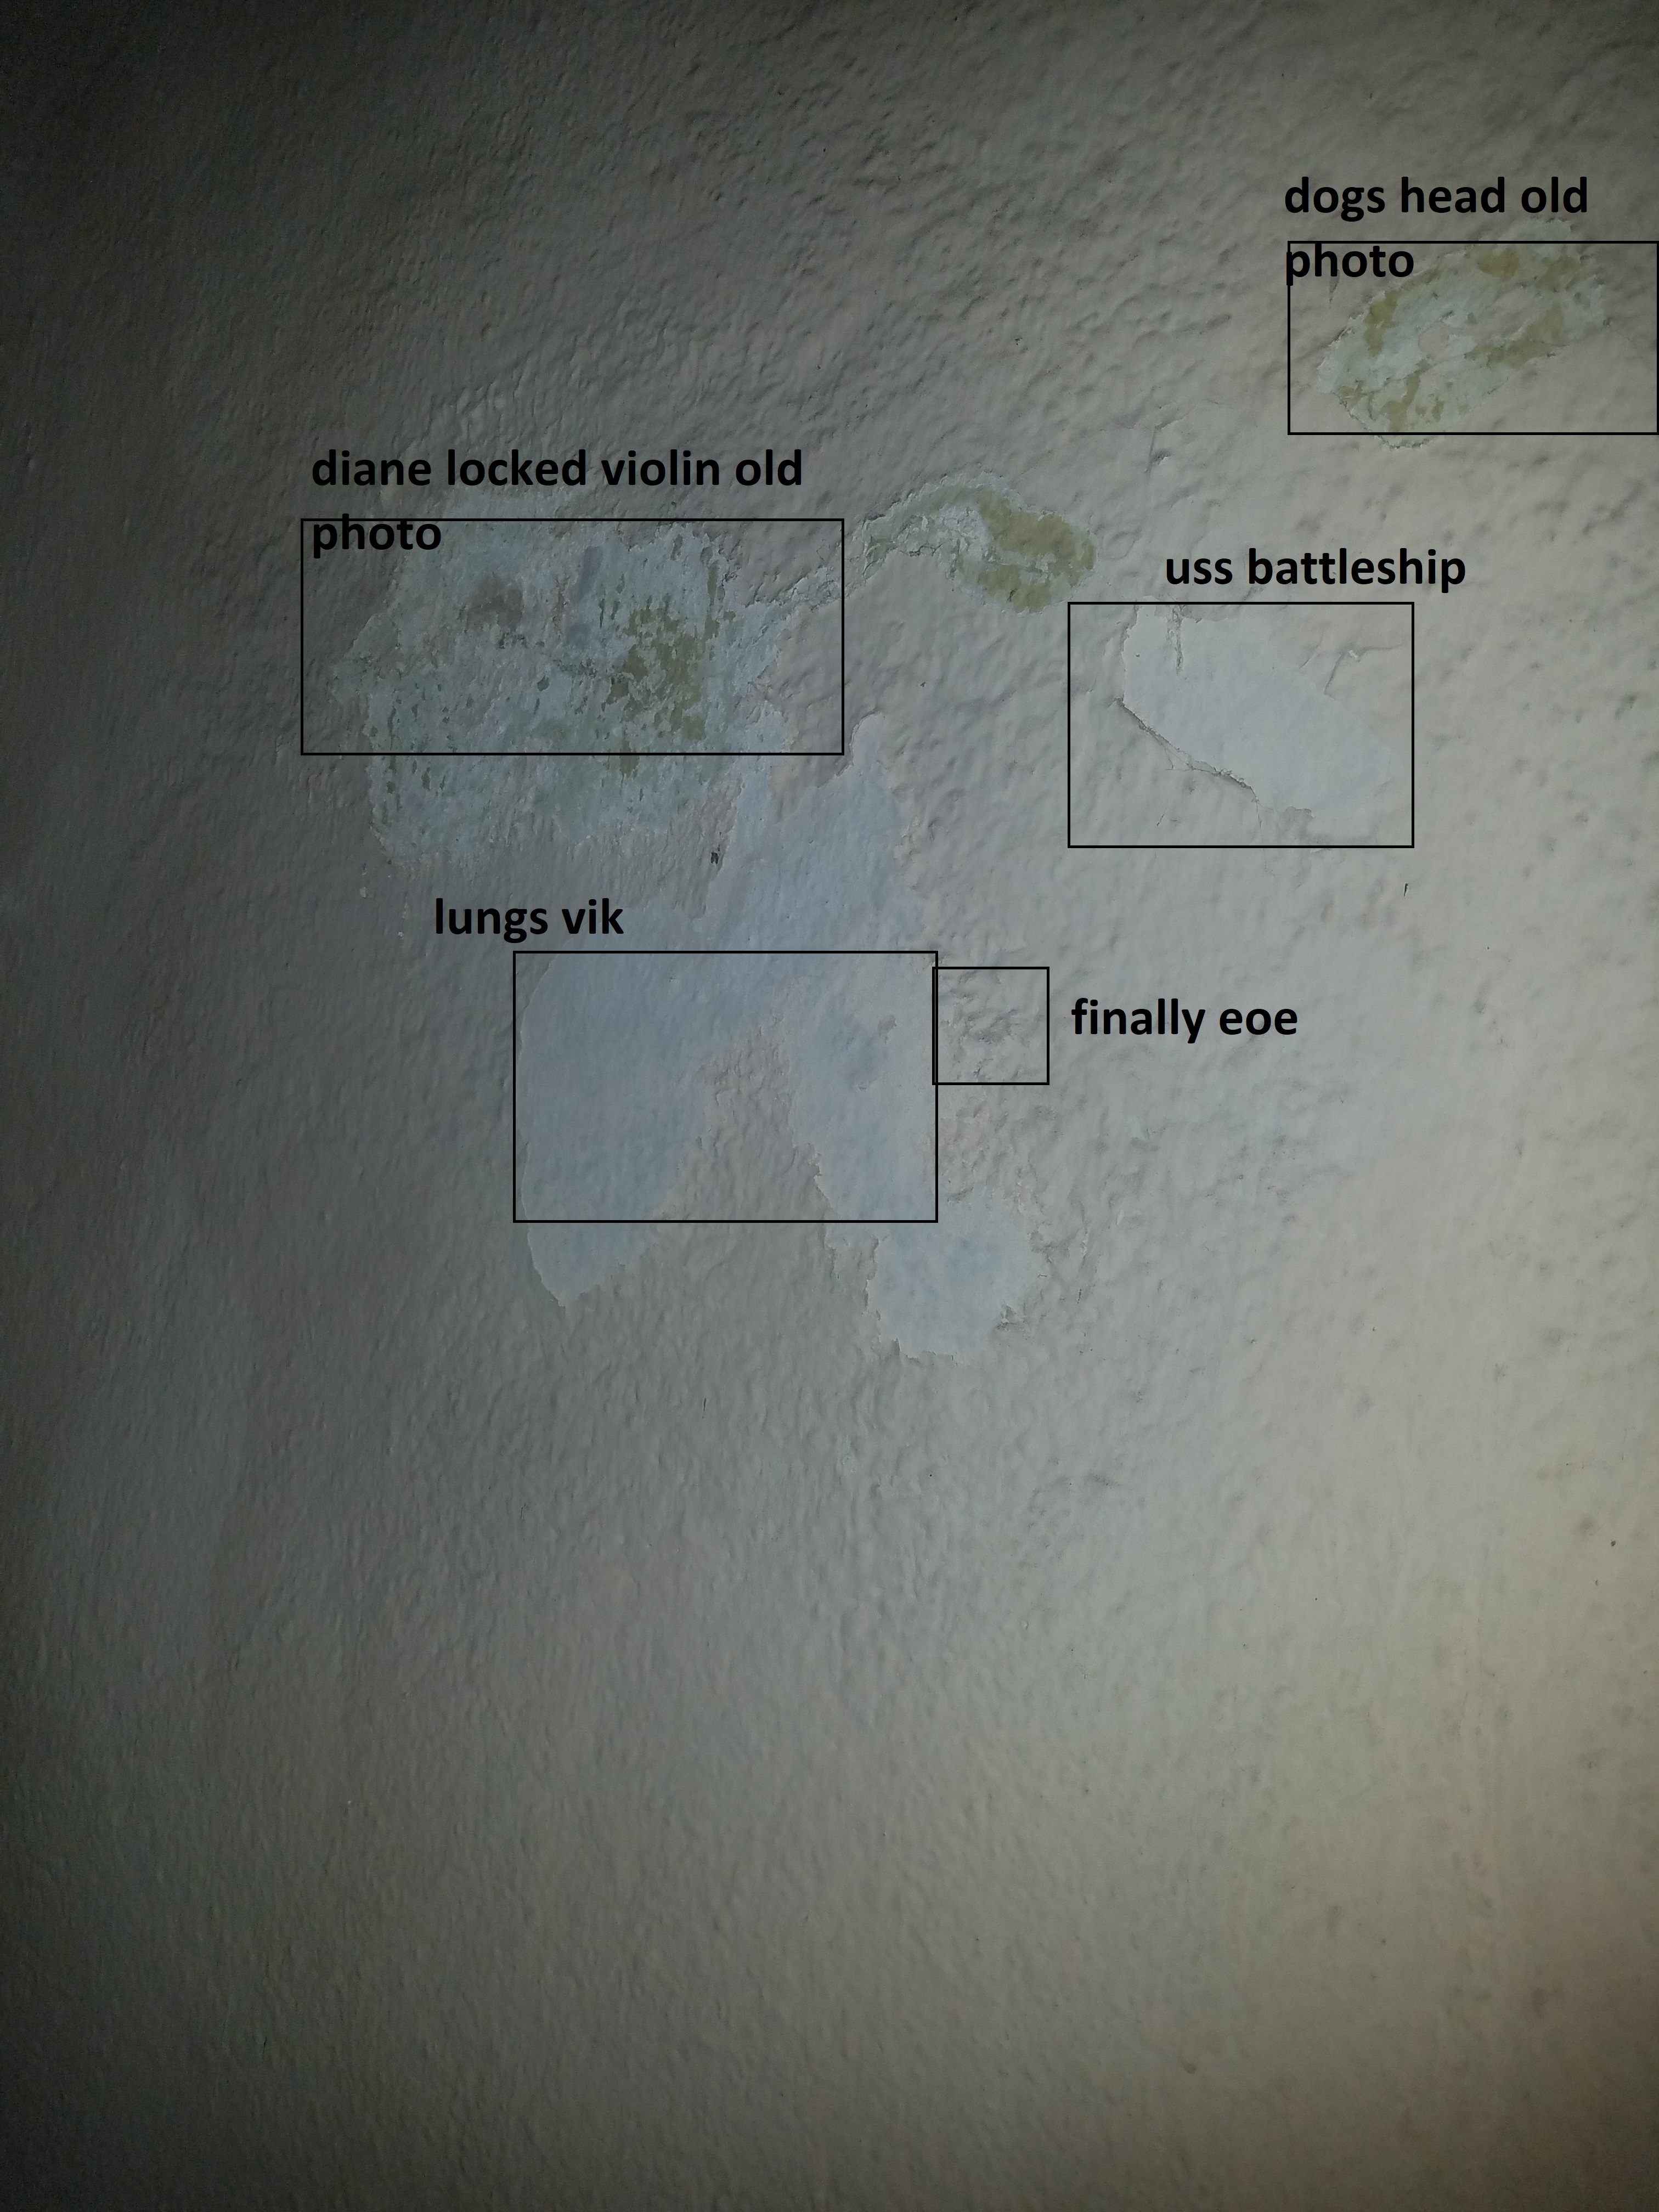 dogs head old
photo
diane locked violin old
photo
uss battleship
lungs vik
finally eoe